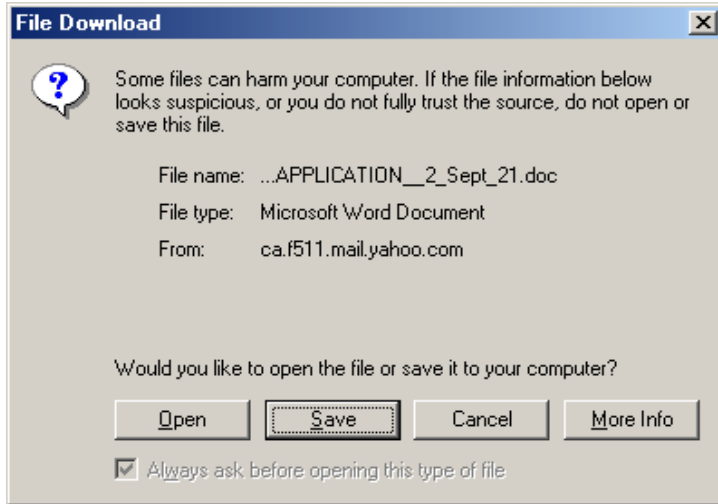 File Download
Some files can harm your computer. If the file information below
looks suspicious, or you do not fully trust the source, do not open or
save this file.
File name: ...APPLICATION__2_Sept_21.doc
File type: Microsoft Word Document
From: ca.f511.mail.yahoo.com
Would you like to open the file or save it to your computer?
Open Save Cancel More Info
Always ask before opening this type of file